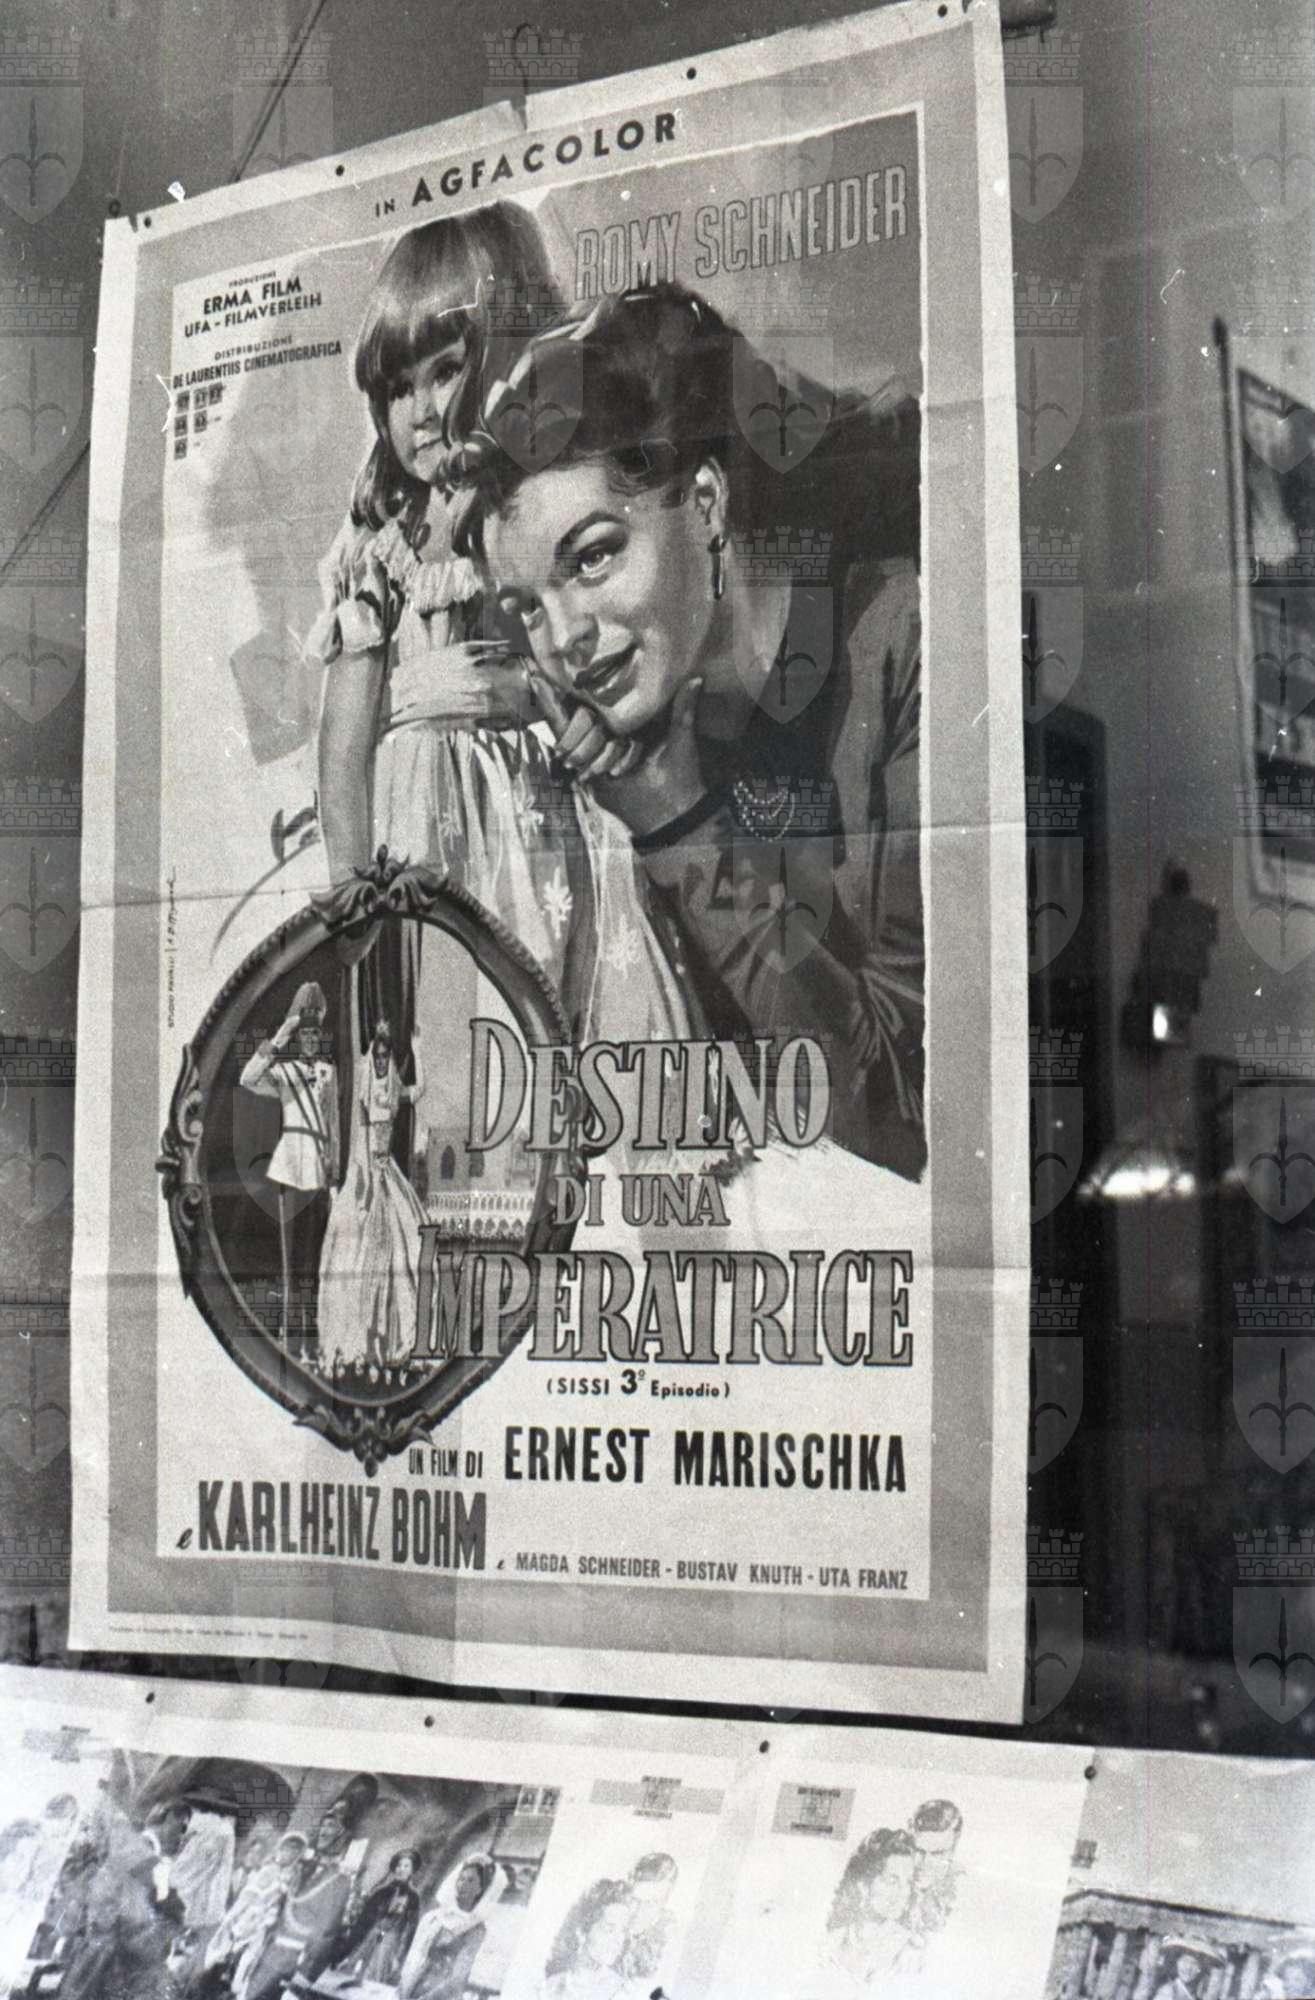 IN AGFACOLOR
ROMY SCHNEIDER
PRODUZIONE
ERMA FILM
UFA - FILMVERLEIH
DISTRIBUZIONE
DE LAURENTIIS CINEMATOGRAFICA
DESTINO
DI UNA
IMPERATRICE
(SISSI 3º Episodio)
UN FILM DI ERNEST MARISCHKA
e KARLHEINZ BOHM
e MAGDA SCHNEIDER - BUSTAV KNUTH - UTA FRANZ